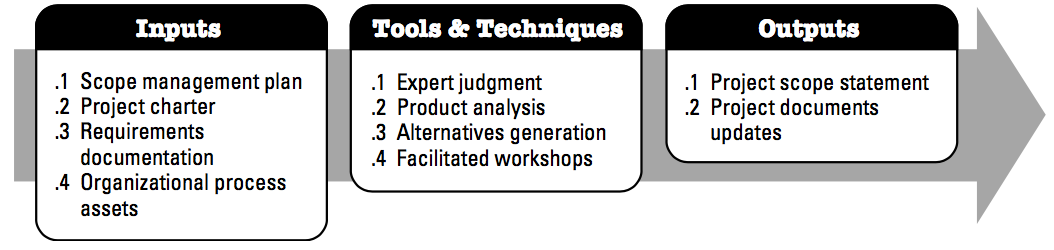 Inputs
.1 Scope management plan
.2 Project charter
.3 Requirements
documentation
.4 Organizational process
assets
Tools & Techniques
.1 Expert judgment
.2 Product analysis
.3 Alternatives generation
.4 Facilitated workshops
Outputs
.1 Project scope statement
.2 Project documents
updates